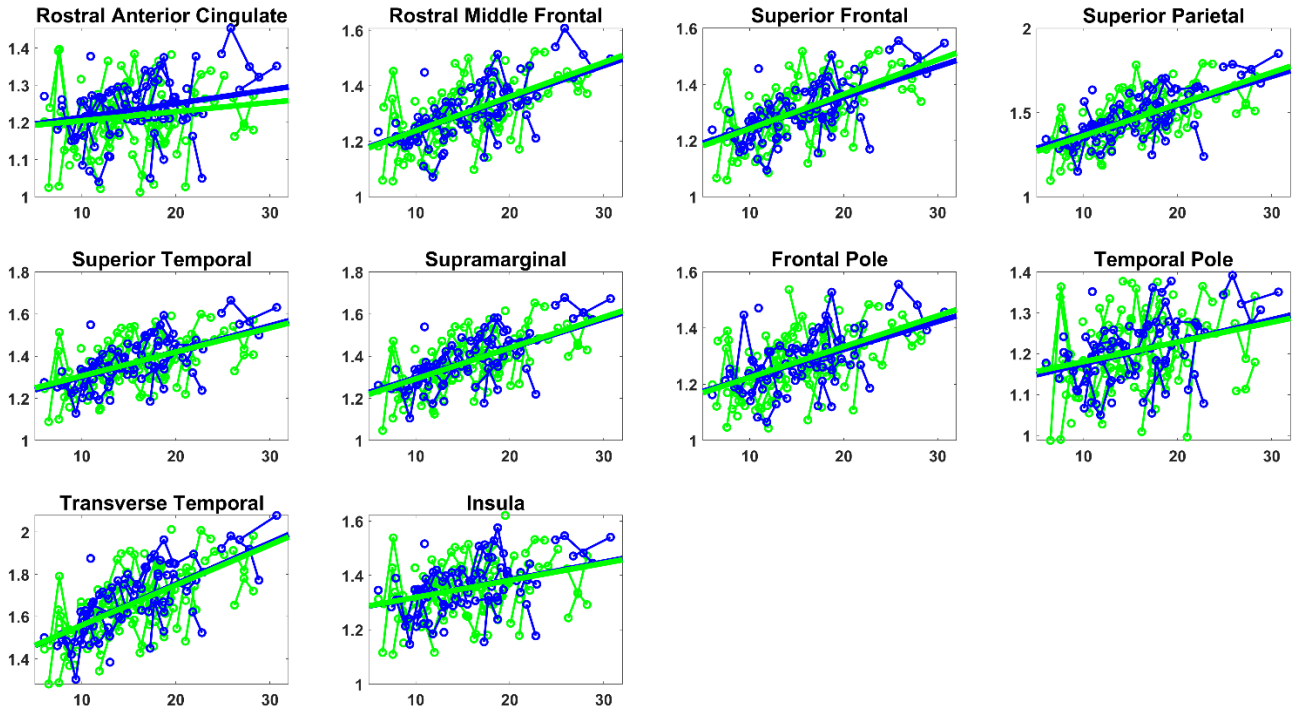 Rostral Anterior Cingulate
1.4
1.3
1.2
1.1
1
10 20 30
Rostral Middle Frontal
1.6
1.4
1.2
1
10 20 30
Superior Frontal
1.6
1.4
1.2
1
10 20 30
Superior Parietal
2
1.5
1
10 20 30
Superior Temporal
1.8
1.6
1.4
1.2
1
10 20 30
Supramarginal
1.8
1.6
1.4
1.2
1
10 20 30
Frontal Pole
1.6
1.4
1.2
1
10 20 30
Temporal Pole
1.4
1.3
1.2
1.1
1
10 20 30
Transverse Temporal
2
1.8
1.6
1.4
10 20 30
Insula
1.6
1.4
1.2
1
10 20 30